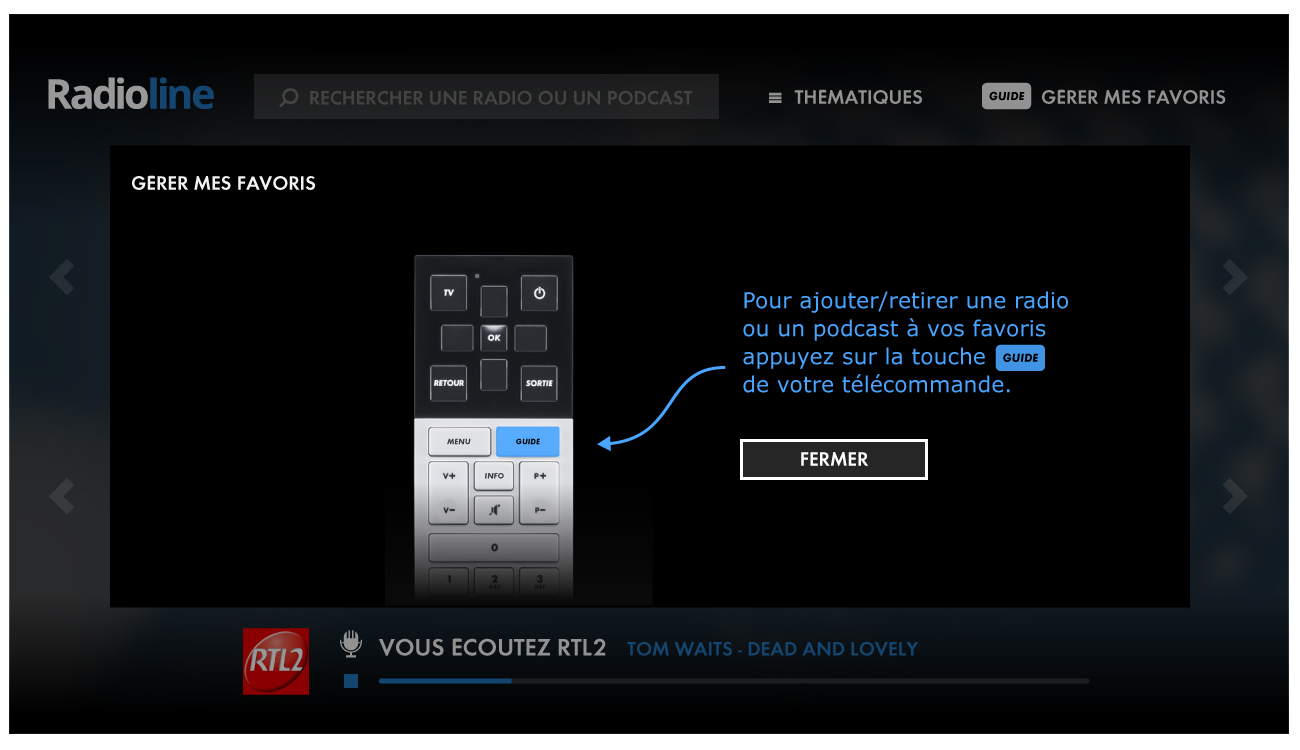 Radioline
RECHERCHER UNE RADIO OU UN PODCAST
THEMATIQUES
GUIDE GERER MES FAVORIS
GERER MES FAVORIS
TV
OK
RETOUR
SORTIE
MENU
GUIDE
V+
INFO
P+
V-
P-
0
1
2
ABC
3
DEF
Pour ajouter/retirer une radio
ou un podcast à vos favoris
appuyez sur la touche GUIDE
de votre télécommande.
FERMER
RTL2
VOUS ECOUTEZ RTL2 TOM WAITS - DEAD AND LOVELY